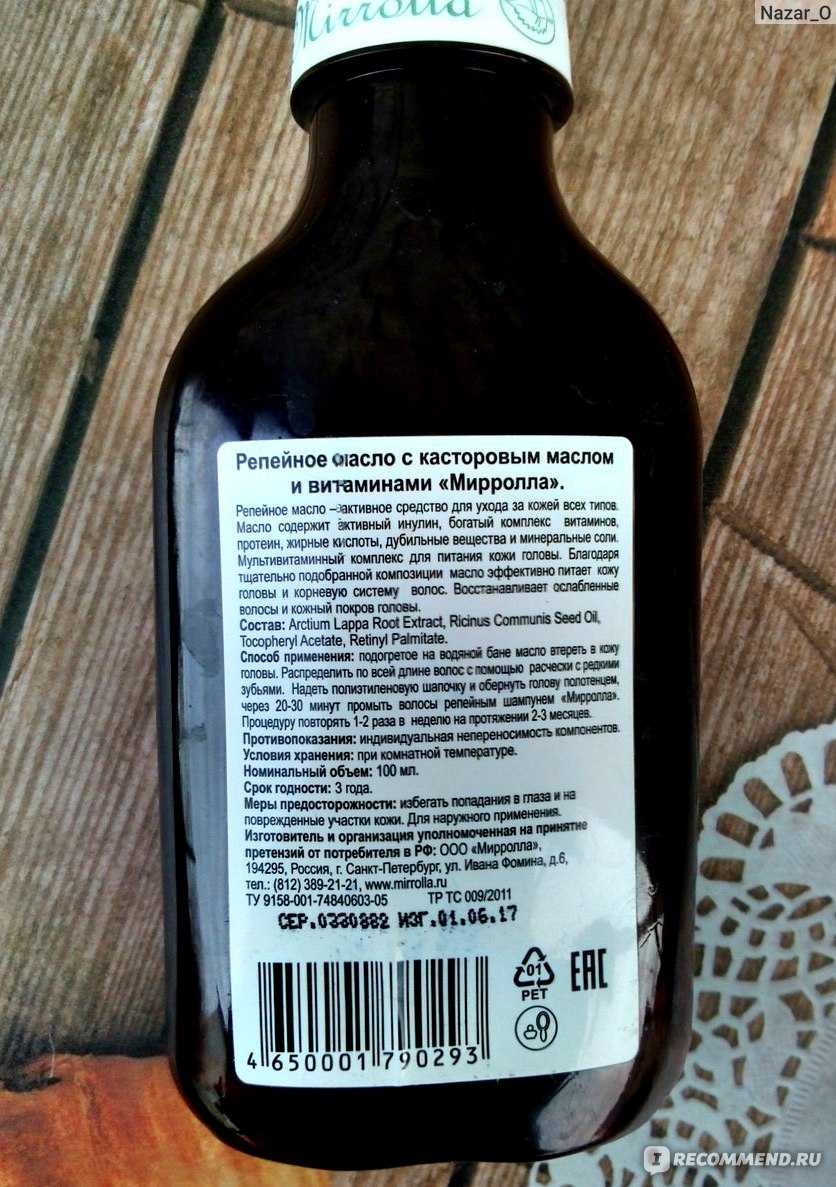 Nazar_O
Mirrolla
Репейное масло с касторовым маслом
и витаминами «Мирролла».
Репейное масло –активное средство для ухода за кожей всех типов.
Масло содержит активный инулин, богатый комплекс витаминов,
протеин, жирные кислоты, дубильные вещества и минеральные соли.
Мультивитаминный комплекс для питания кожи головы. Благодаря
тщательно подобранной композиции масло эффективно питает кожу
головы и корневую систему волос. Восстанавливает ослабленные
волосы и кожный покров головы.
Состав: Arctium Lappa Root Extract, Ricinus Communis Seed Oil,
Tocopheryl Acetate, Retinyl Palmitate.
Способ применения: подогретое на водяной бане масло втереть в кожу
головы. Распределить по всей длине волос с помощью расчески с редкими
зубьями. Надеть полиэтиленовую шапочку и обернуть голову полотенцем,
через 20-30 минут промыть волосы репейным шампунем «Мирролла».
Процедуру повторять 1-2 раза в неделю на протяжении 2-3 месяцев.
Противопоказания: индивидуальная непереносимость компонентов.
Условия хранения: при комнатной температуре.
Номинальный объем: 100 мл.
Срок годности: 3 года.
Меры предосторожности: избегать попадания в глаза и на
поврежденные участки кожи. Для наружного применения.
Изготовитель и организация уполномоченная на принятие
претензий от потребителя в РФ: ООО «Мирролла»,
194295, Россия, г. Санкт-Петербург, ул. Ивана Фомина, д.6,
тел.: (812) 389-21-21, www.mirrolla.ru
ТУ 9158-001-74840603-05 ТР ТС 009/2011
СЕР.0330882 ИЗГ.01.06.17
01
PET
EAC
4 650001 790293
IRECOMMEND.RU